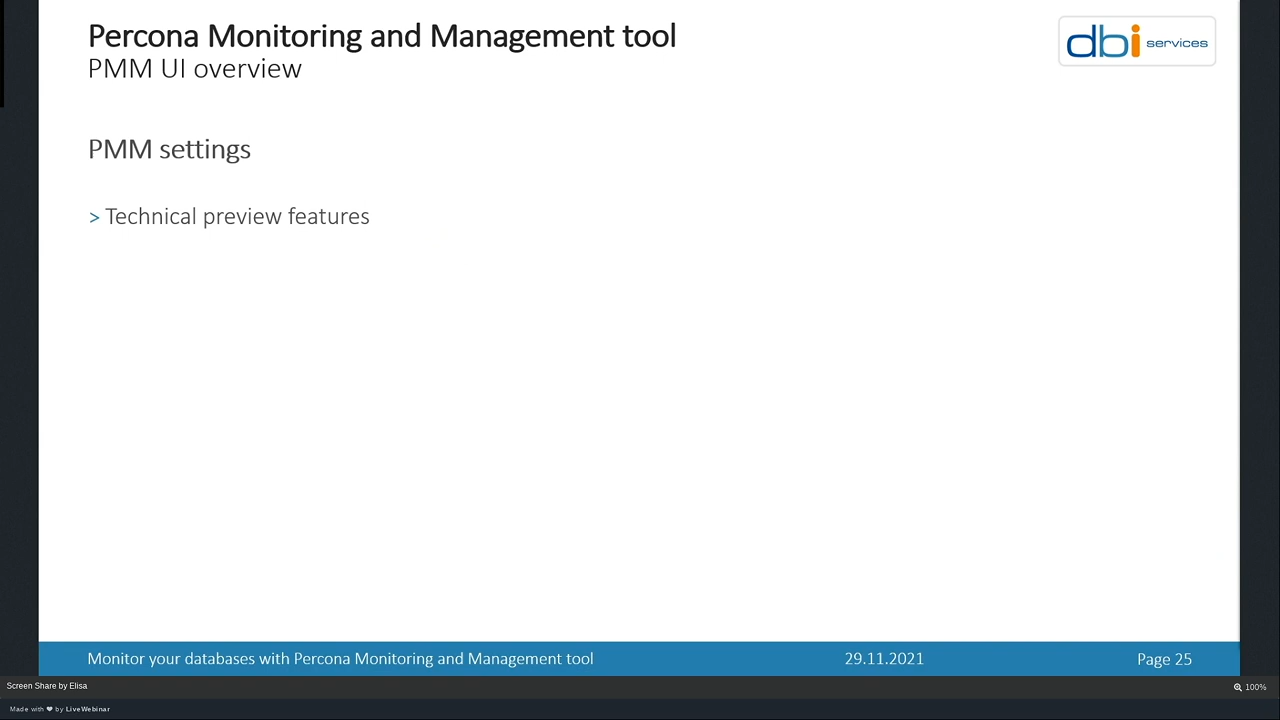 Percona Monitoring and Management tool
PMM UI overview
dbi services
PMM settings
> Technical preview features
Monitor your databases with Percona Monitoring and Management tool 29.11.2021 Page 25
Screen Share by Elisa 100%
Made with ❤ by LiveWebinar